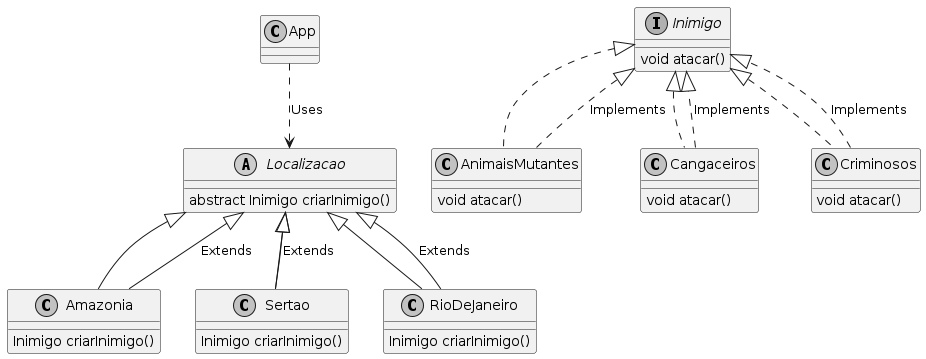 C App
I Inimigo
void atacar()
Uses
Implements
Implements
Implements
A Localizacao
abstract Inimigo criarInimigo()
C AnimaisMutantes
void atacar()
C Cangaceiros
void atacar()
C Criminosos
void atacar()
Extends
Extends
Extends
C Amazonia
Inimigo criarInimigo()
C Sertao
Inimigo criarInimigo()
C RioDeJaneiro
Inimigo criarInimigo()